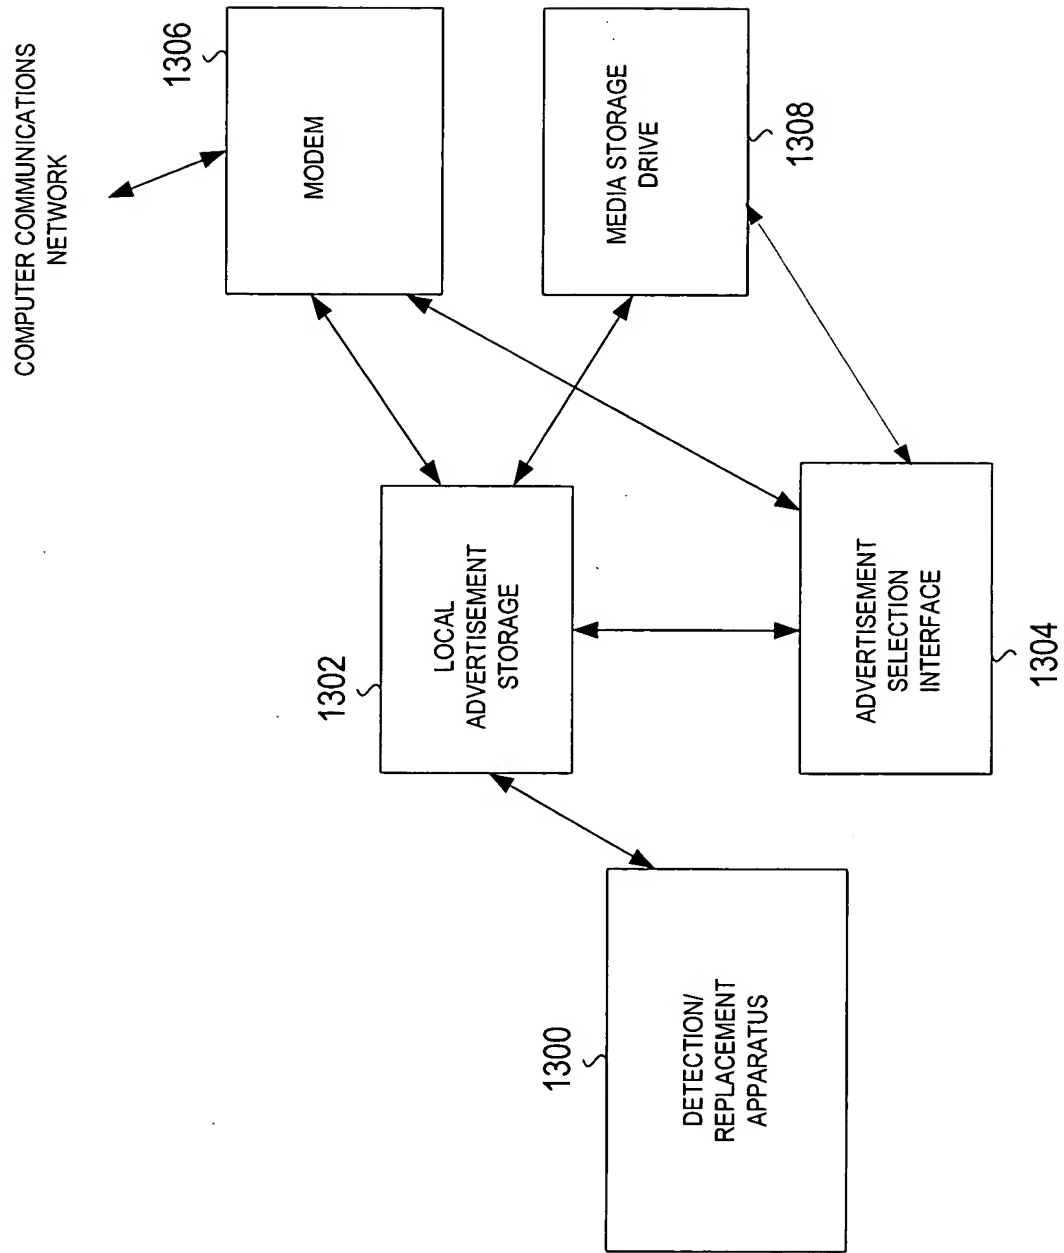 COMPUTER COMMUNICATIONS
NETWORK
1306
MODEM
MEDIA STORAGE
DRIVE
1308
1302
LOCAL
ADVERTISEMENT
STORAGE
ADVERTISEMENT
SELECTION
INTERFACE
1304
1300
DETECTION/
REPLACEMENT
APPARATUS